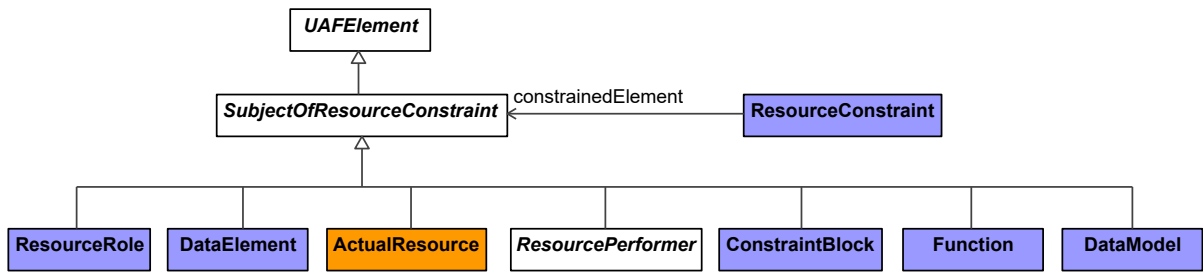 UAFElement
SubjectOfResourceConstraint
constrainedElement
ResourceConstraint
ResourceRole
DataElement
ActualResource
ResourcePerformer
ConstraintBlock
Function
DataModel